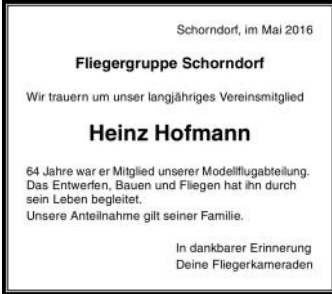 Schorndorf, im Mai 2016
Fliegergruppe Schorndorf
Wir trauern um unser langjähriges Vereinsmitglied
Heinz Hofmann
64 Jahre war er Mitglied unserer Modellflugabteilung.
Das Entwerfen, Bauen und Fliegen hat ihn durch
sein Leben begleitet.
Unsere Anteilnahme gilt seiner Familie.
In dankbarer Erinnerung
Deine Fliegerkameraden